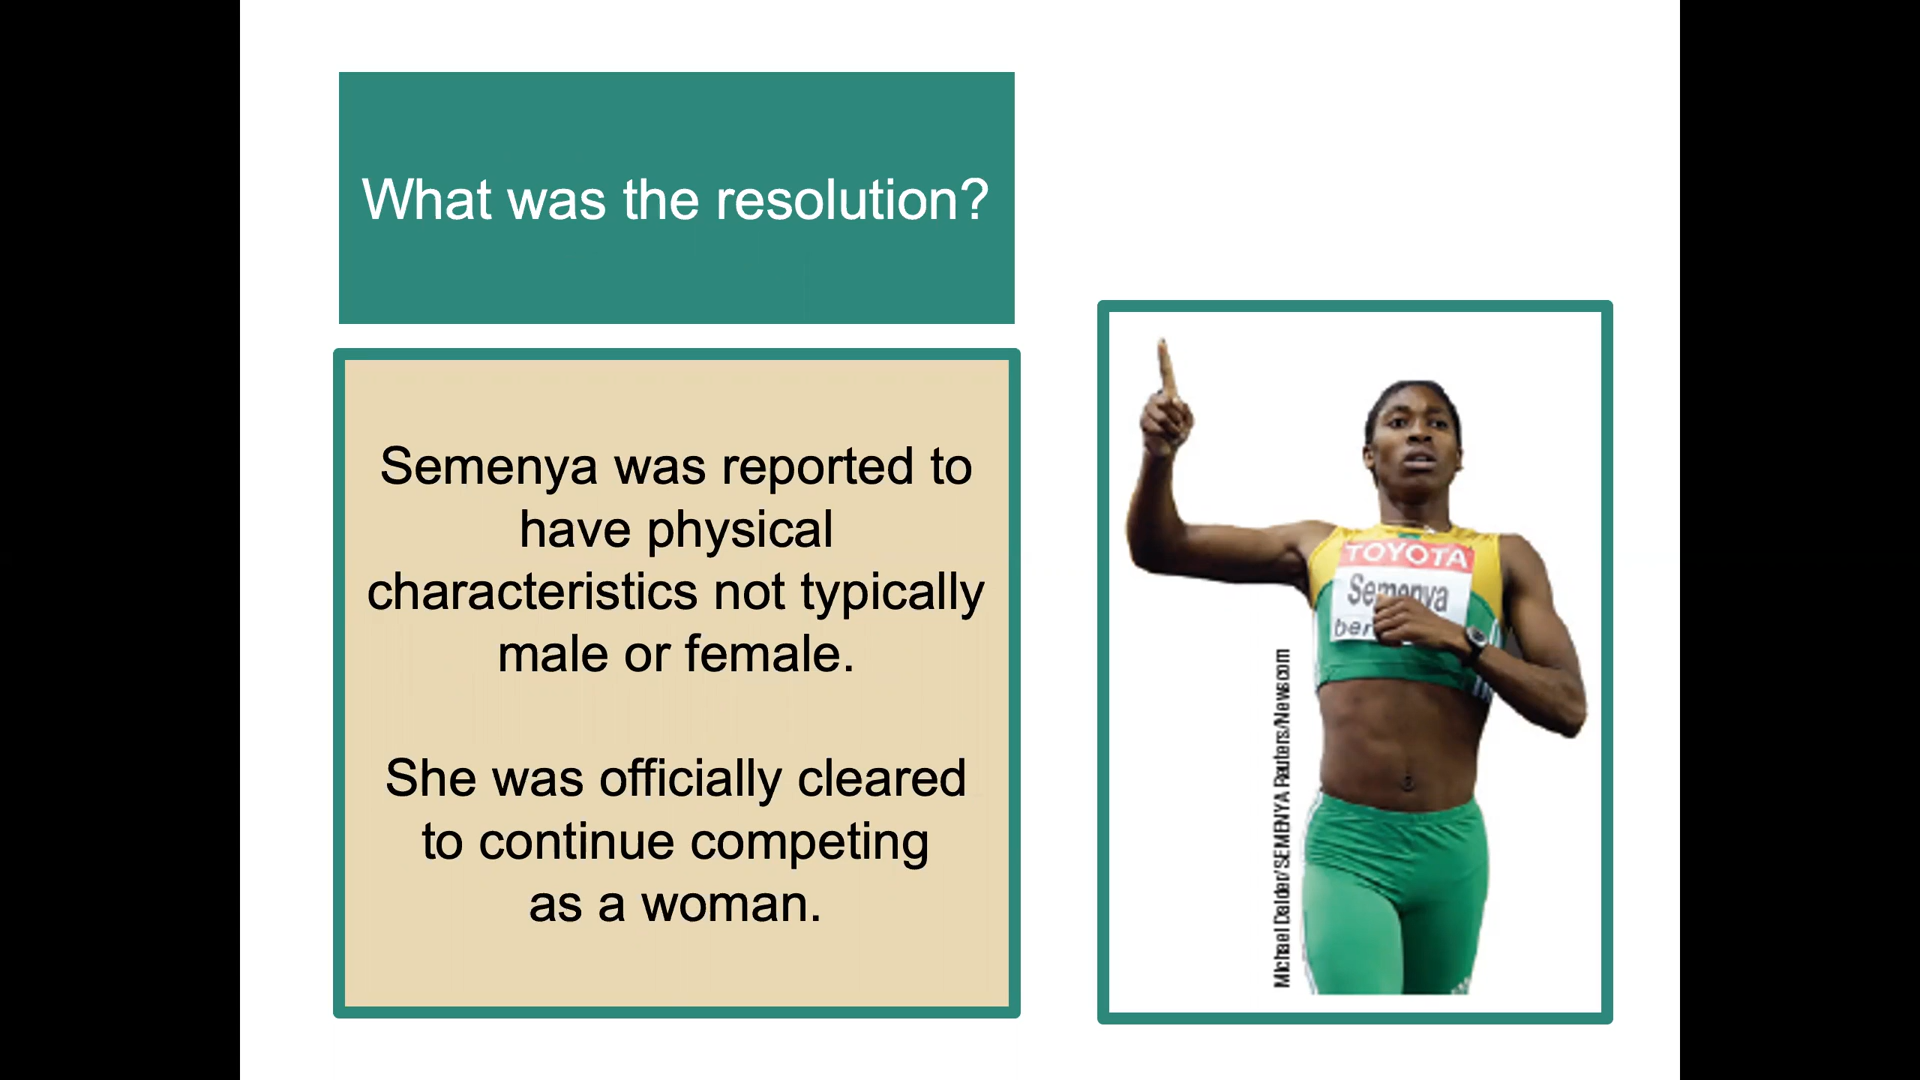 What was the resolution?
Semenya was reported to
have physical
characteristics not typically
male or female.
She was officially cleared
to continue competing
as a woman.
TOYOTA
Semenya
ber
Michael Dalder/SEMENYA Reuters/Newscom